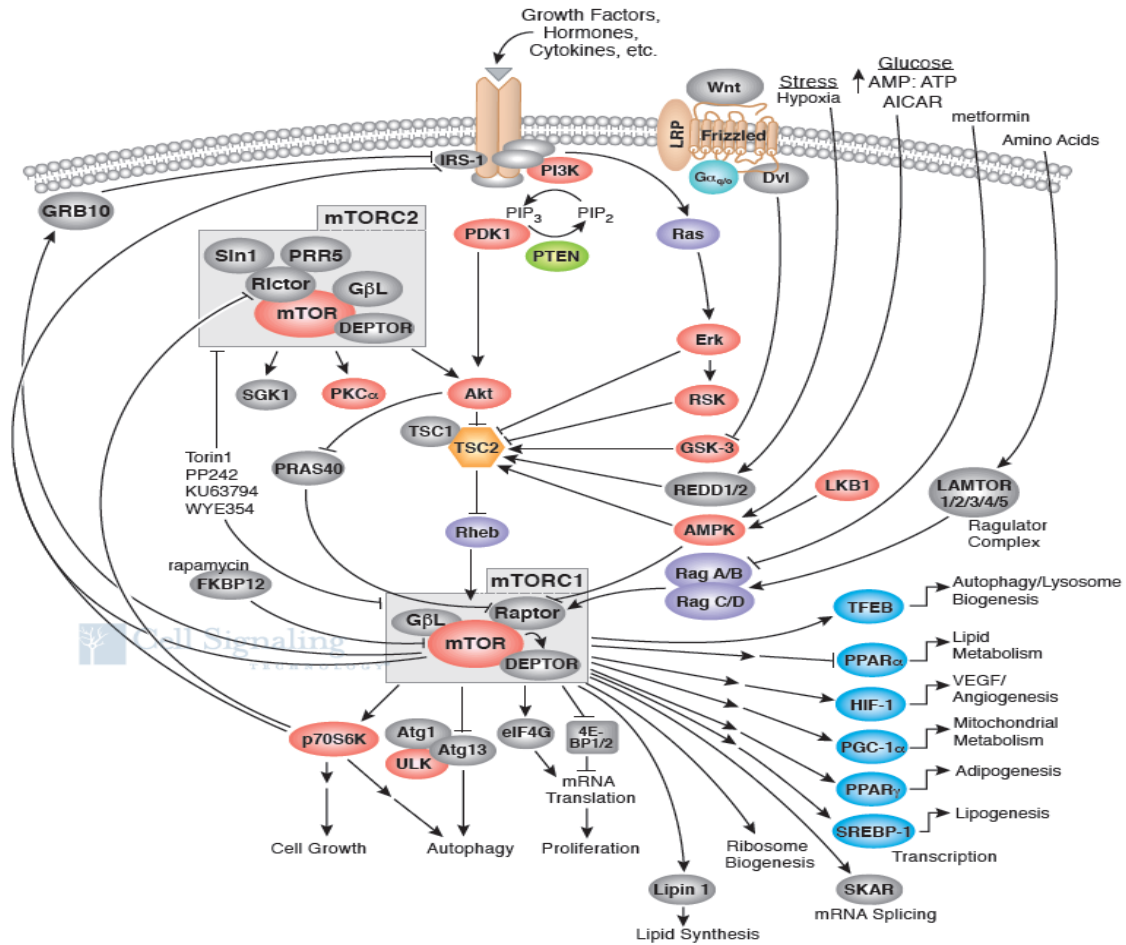 Growth Factors,
Hormones,
Cytokines, etc.
Wnt
Stress
Hypoxia
Glucose
AMP: ATP
AICAR
metformin
Amino Acids
LRP
Frizzled
Gαq/o
Dvl
IRS-1
PI3K
GRB10
PIP3
PIP2
PDK1
PTEN
Ras
mTORC2
Sin1
PRR5
Rictor
GβL
mTOR
DEPTOR
Erk
SGK1
PKCα
Akt
RSK
TSC1
TSC2
GSK-3
Torin1
PP242
KU63794
WYE354
PRAS40
REDD1/2
LKB1
LAMTOR
1/2/3/4/5
Ragulator
Complex
Rheb
AMPK
rapamycin
FKBP12
mTORC1
Rag A/B
Rag C/D
Raptor
GβL
mTOR
DEPTOR
Cell Signaling
TECHNOLOGY
TFEB
Autophagy/Lysosome
Biogenesis
PPARα
Lipid
Metabolism
HIF-1
VEGF/
Angiogenesis
PGC-1α
Mitochondrial
Metabolism
PPARγ
Adipogenesis
SREBP-1
Lipogenesis
Transcription
p70S6K
Atg1
Atg13
ULK
eIF4G
4E-
BP1/2
mRNA
Translation
Cell Growth
Autophagy
Proliferation
Ribosome
Biogenesis
Lipin 1
SKAR
mRNA Splicing
Lipid Synthesis